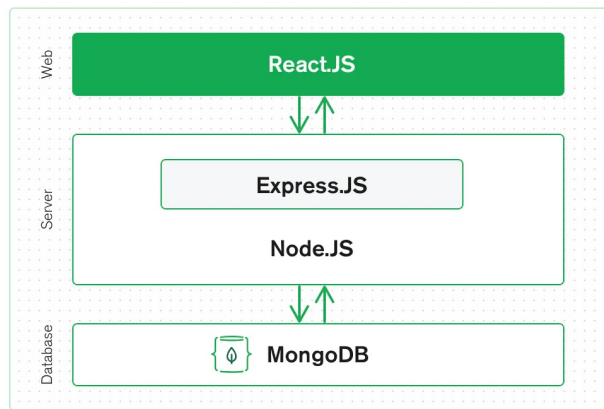 Web
React.JS
Server
Express.JS
Node.JS
Database
MongoDB